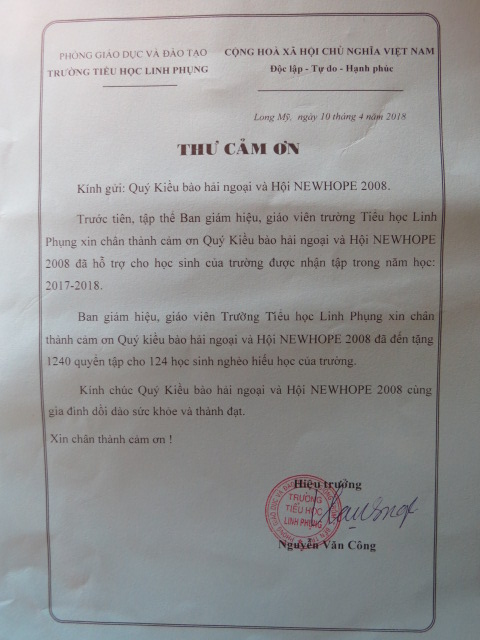 PHÒNG GIÁO DỤC VÀ ĐÀO TẠO
CỘNG HOÀ XÃ HỘI CHỦ NGHĨA VIỆT NAM
TRƯỜNG TIỂU HỌC LINH PHỤNG
Độc lập - Tự do - Hạnh phúc
Long Mỹ, ngày 10 tháng 4 năm 2018
THƯ CẢM ƠN
Kính gửi: Quý Kiều bào hải ngoại và Hội NEWHOPE 2008.
Trước tiên, tập thể Ban giám hiệu, giáo viên trường Tiểu học Linh
Phụng xin chân thành cảm ơn Quý Kiều bào hải ngoại và Hội NEWHOPE
2008 đã hỗ trợ cho học sinh của trường được nhận tập trong năm học:
2017-2018.
Ban giám hiệu, giáo viên Trường Tiểu học Linh Phụng xin chân
thành cảm ơn Quý kiều bào hải ngoại và Hội NEWHOPE 2008 đã đến tặng
1240 quyển tập cho 124 học sinh nghèo hiếu học của trường.
Kính chúc Quý Kiều bào hải ngoại và Hội NEWHOPE 2008 cùng
gia đình dồi dào sức khỏe và thành đạt.
Xin chân thành cảm ơn !
Hiệu trưởng
TRƯỜNG
TIỂU HỌC
LINH PHỤNG
Nguyễn Văn Công